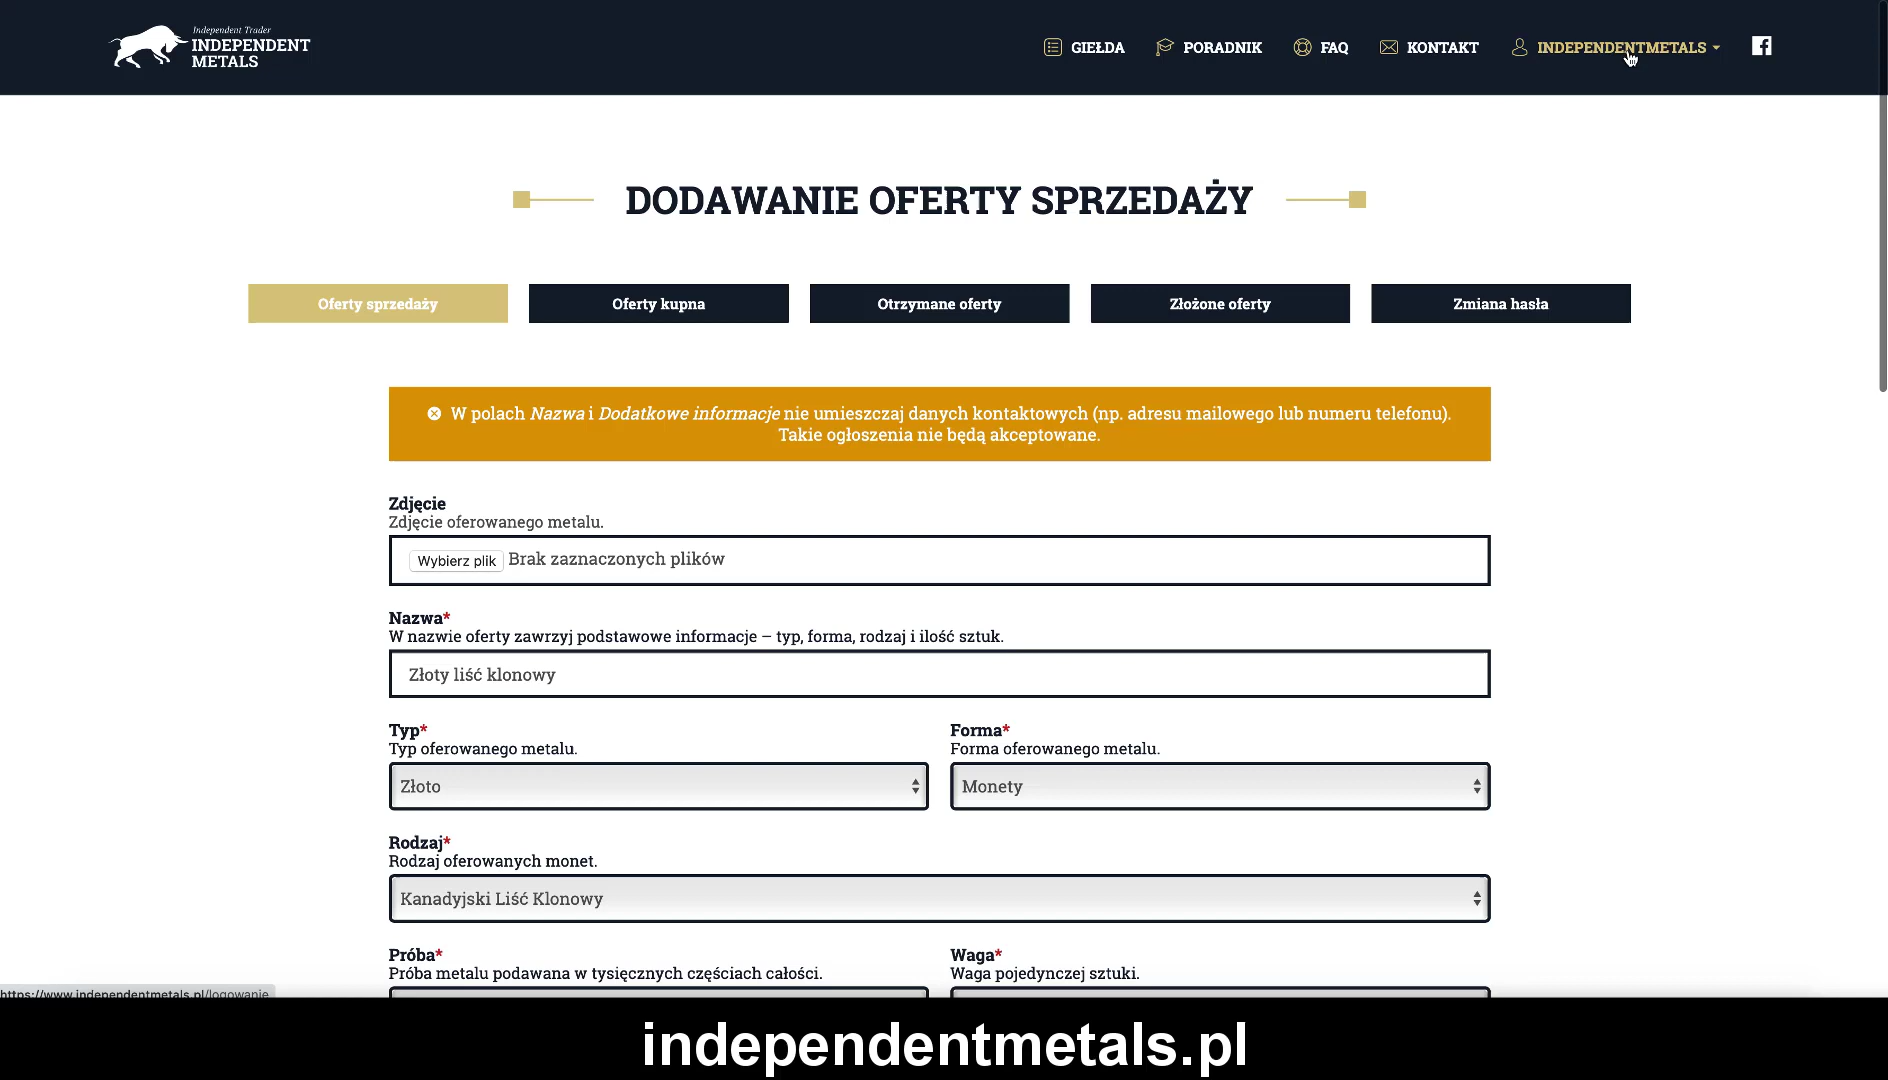 Independent Trader
INDEPENDENT
METALS
GIEŁDA
PORADNIK
FAQ
KONTAKT
INDEPENDENTMETALS
DODAWANIE OFERTY SPRZEDAŻY
Oferty sprzedaży
Oferty kupna
Otrzymane oferty
Złożone oferty
Zmiana hasła
W polach Nazwa i Dodatkowe informacje nie umieszczaj danych kontaktowych (np. adresu mailowego lub numeru telefonu).
Takie ogłoszenia nie będą akceptowane.
Zdjęcie
Zdjęcie oferowanego metalu.
Wybierz plik Brak zaznaczonych plików
Nazwa*
W nazwie oferty zawrzyj podstawowe informacje – typ, forma, rodzaj i ilość sztuk.
Złoty liść klonowy
Typ*
Typ oferowanego metalu.
Złoto
Forma*
Forma oferowanego metalu.
Monety
Rodzaj*
Rodzaj oferowanych monet.
Kanadyjski Liść Klonowy
Próba*
Próba metalu podawana w tysięcznych częściach całości.
Waga*
Waga pojedynczej sztuki.
https://www.independentmetals.pl/logowanie
independentmetals.pl